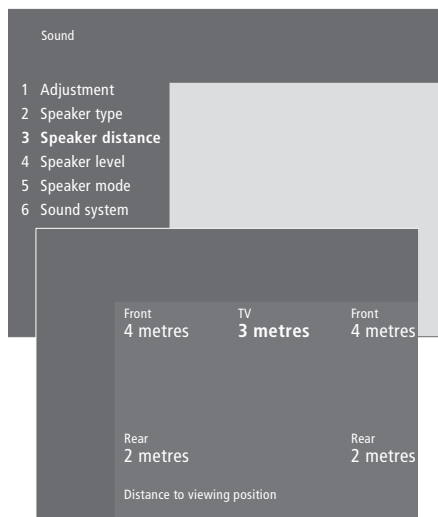 Sound
1 Adjustment
2 Speaker type
3 Speaker distance
4 Speaker level
5 Speaker mode
6 Sound system
Front TV Front
4 metres 3 metres 4 metres
Rear Rear
2 metres 2 metres
Distance to viewing position